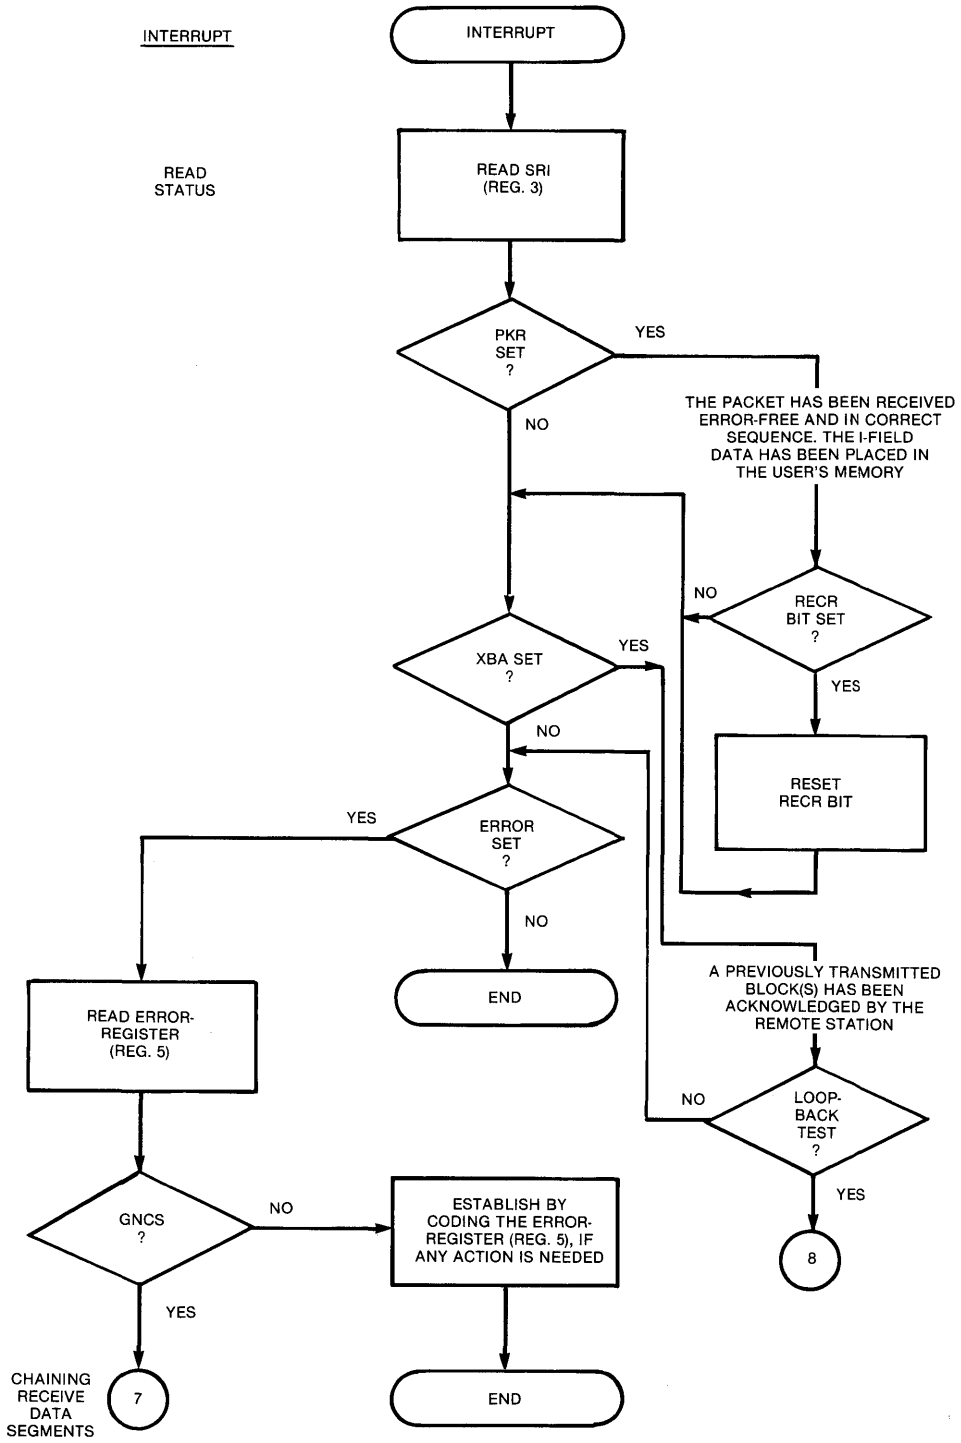 INTERRUPT
INTERRUPT
READ
STATUS
READ SRI
(REG. 3)
PKR
SET
?
YES
NO
THE PACKET HAS BEEN RECEIVED
ERROR-FREE AND IN CORRECT
SEQUENCE. THE I-FIELD
DATA HAS BEEN PLACED IN
THE USER'S MEMORY
NO
RECR
BIT SET
?
YES
RESET
RECR BIT
XBA SET
?
YES
NO
YES
ERROR
SET
?
NO
END
A PREVIOUSLY TRANSMITTED
BLOCK(S) HAS BEEN
ACKNOWLEDGED BY THE
REMOTE STATION
NO
LOOP-
BACK
TEST
?
YES
8
READ ERROR-
REGISTER
(REG. 5)
GNCS
?
NO
YES
ESTABLISH BY
CODING THE ERROR-
REGISTER (REG. 5), IF
ANY ACTION IS NEEDED
END
CHAINING
RECEIVE
DATA
SEGMENTS
7